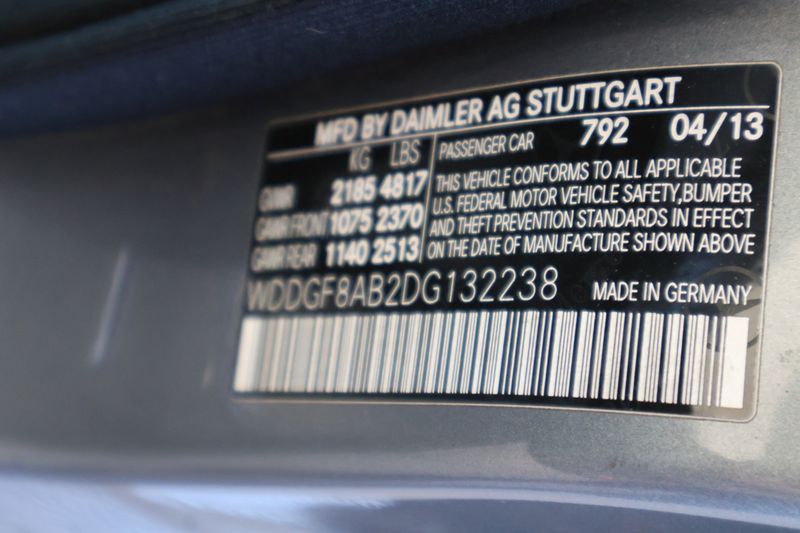 MFD BY DAIMLER AG STUTTGART
KG LBS PASSENGER CAR 792 04/13
GVWR 2185 4817
GAWR FRONT 1075 2370
GAWR REAR 1140 2513
THIS VEHICLE CONFORMS TO ALL APPLICABLE
U.S. FEDERAL MOTOR VEHICLE SAFETY, BUMPER
AND THEFT PREVENTION STANDARDS IN EFFECT
ON THE DATE OF MANUFACTURE SHOWN ABOVE
WDDGF8AB2DG132238 MADE IN GERMANY